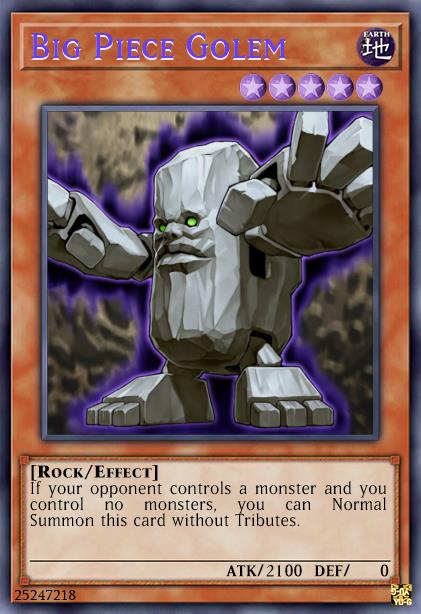 BIG PIECE GOLEM
EARTH
地
[ROCK/EFFECT]
If your opponent controls a monster and you
control no monsters, you can Normal
Summon this card without Tributes.
ATK/2100 DEF/ 0
25247218